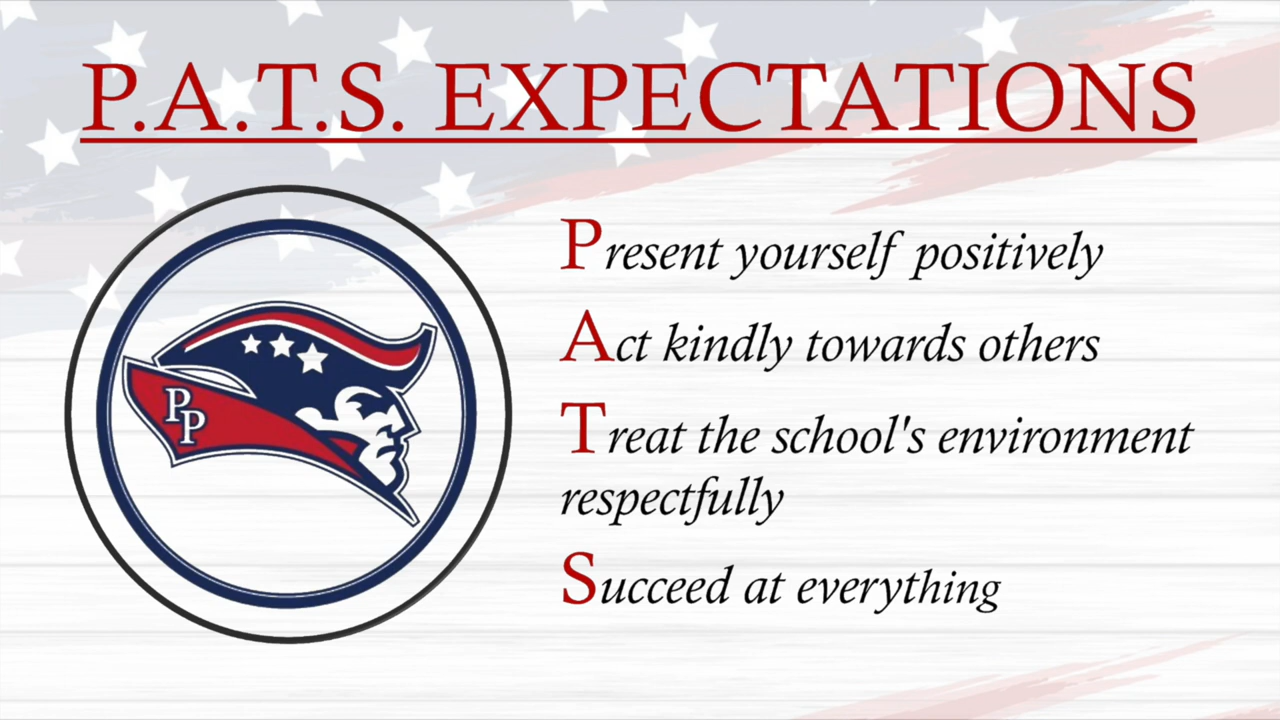 P.A.T.S. EXPECTATIONS
Present yourself positively
Act kindly towards others
PP
Treat the school's environment
respectfully
Succeed at everything